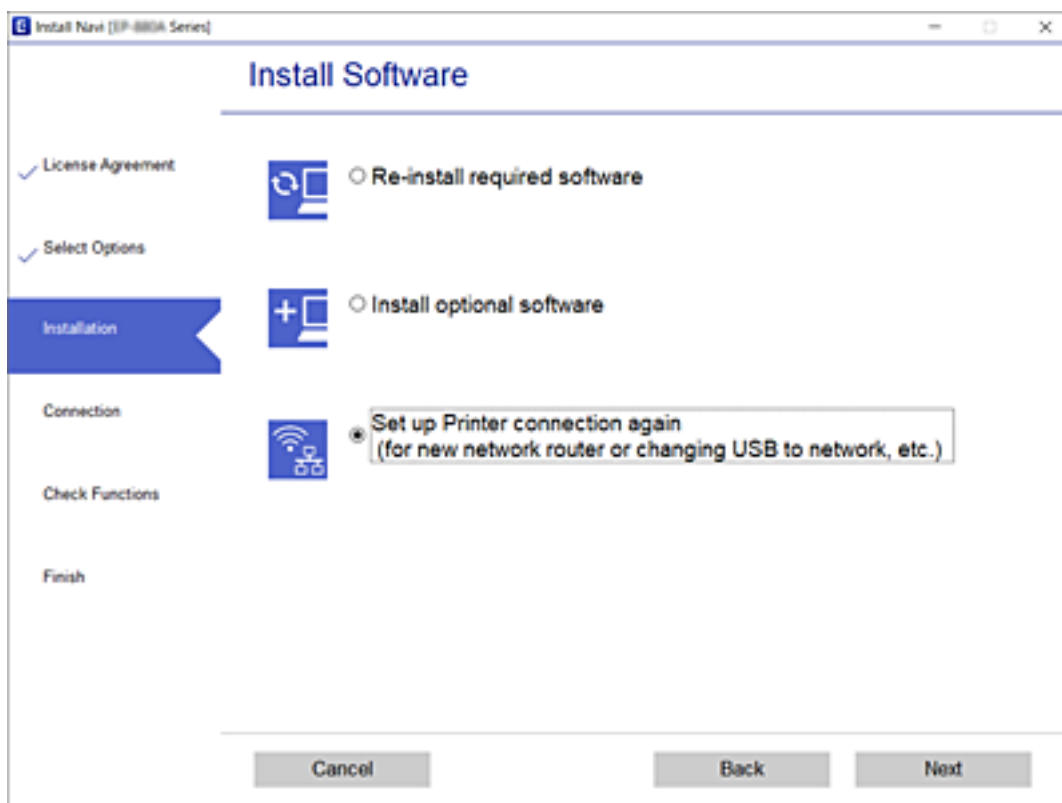 Install Navi [ Series]
Install Software
License Agreement
Select Options
Installation
Connection
Check Functions
Finish
Re-install required software
Install optional software
Set up Printer connection again
(for new network router or changing USB to network, etc.)
Cancel
Back
Next